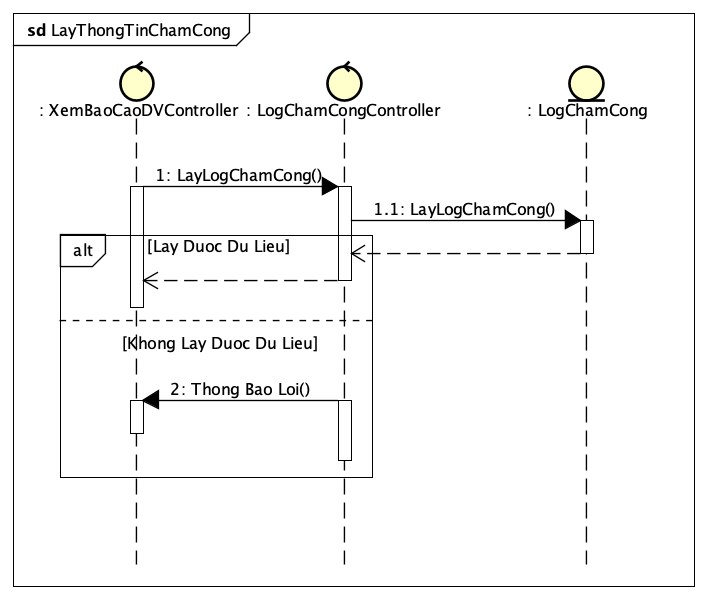 sd LayThongTinChamCong
: XemBaoCaoDVController
: LogChamCongController
: LogChamCong
1: LayLogChamCong()
1.1: LayLogChamCong()
alt
[Lay Duoc Du Lieu]
[Khong Lay Duoc Du Lieu]
2: Thong Bao Loi()